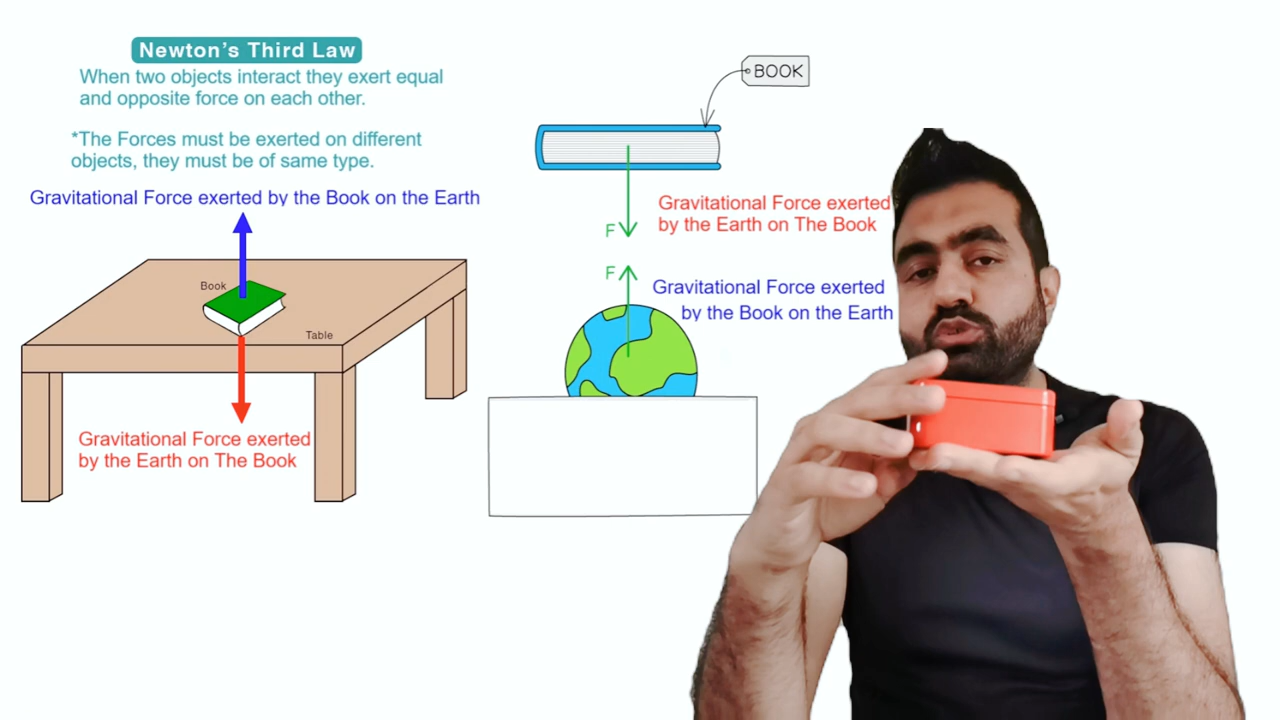 Newton's Third Law
When two objects interact they exert equal
and opposite force on each other.
*The Forces must be exerted on different
objects, they must be of same type.
Gravitational Force exerted by the Book on the Earth
Book
Table
Gravitational Force exerted
by the Earth on The Book
BOOK
Gravitational Force exerted
by the Earth on The Book
F
F
Gravitational Force exerted
by the Book on the Earth